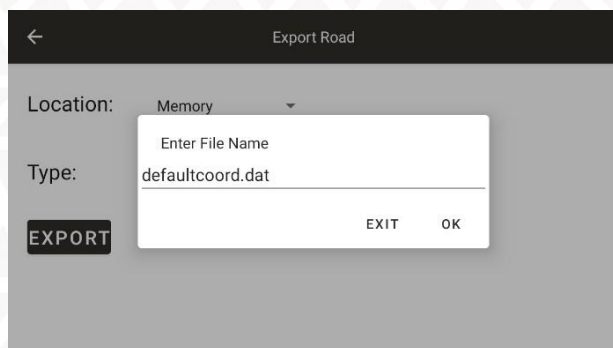 Export Road
Location:
Memory
Enter File Name
Type:
defaultcoord.dat
EXPORT
EXIT
OK